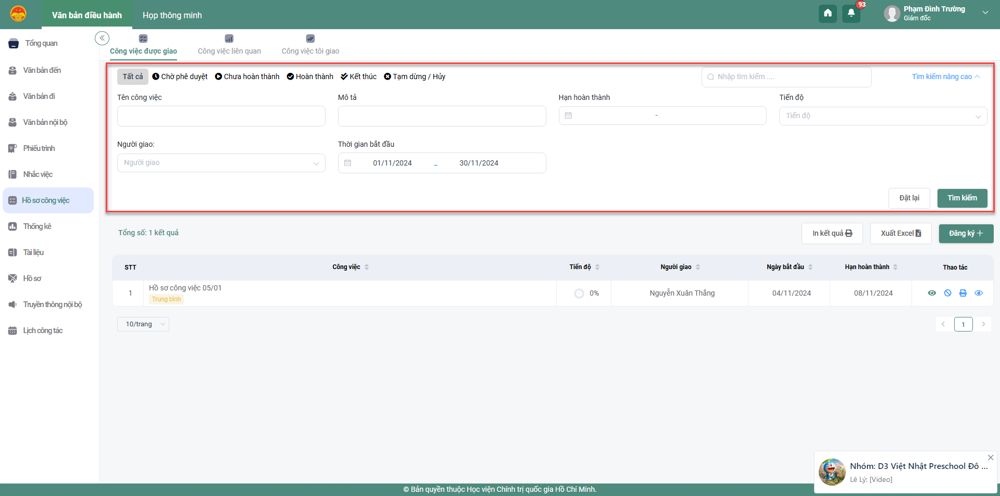 Văn bản điều hành
Họp thông minh
93
Phạm Đình Trường
Giám đốc
Tổng quan
Văn bản đến
Văn bản đi
Văn bản nội bộ
Phiếu trình
Nhắc việc
Hồ sơ công việc
Thống kê
Tài liệu
Hồ sơ
Truyền thông nội bộ
Lịch công tác
Công việc được giao
Công việc liên quan
Công việc tôi giao
Tất cả Chờ phê duyệt Chưa hoàn thành Hoàn thành Kết thúc Tạm dừng / Hủy
Nhập tìm kiếm ....
Tìm kiếm nâng cao
Tên công việc
Mô tả
Hạn hoàn thành
-
Tiến độ
Tiến độ
Người giao:
Người giao
Thời gian bắt đầu
01/11/2024 – 30/11/2024
Đặt lại
Tìm kiếm
Tổng số: 1 kết quả
In kết quả
Xuất Excel
Đăng ký
STT Công việc Tiến độ Người giao Ngày bắt đầu Hạn hoàn thành Thao tác
1 Hồ sơ công việc 05/01 0% Nguyễn Xuân Thắng 04/11/2024 08/11/2024
Trung bình
10/trang
1
Nhóm: D3 Việt Nhật Preschool Đô ...
Lê Lý: [Video]
© Bản quyền thuộc Học viện Chính trị quốc gia Hồ Chí Minh.